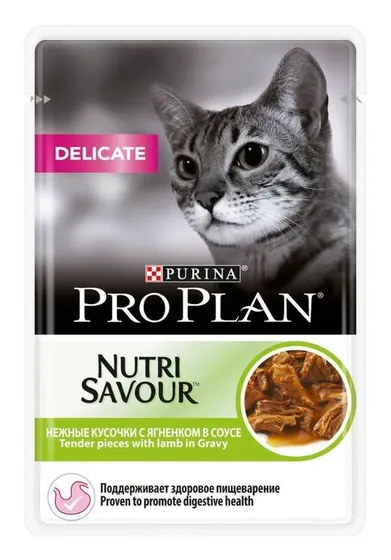 DELICATE
PURINA®
PRO PLAN®
NUTRI
SAVOUR™
НЕЖНЫЕ КУСОЧКИ С ЯГНЕНКОМ В СОУСЕ
Tender pieces with lamb in Gravy
Поддерживает здоровое пищеварение
Proven to promote digestive health